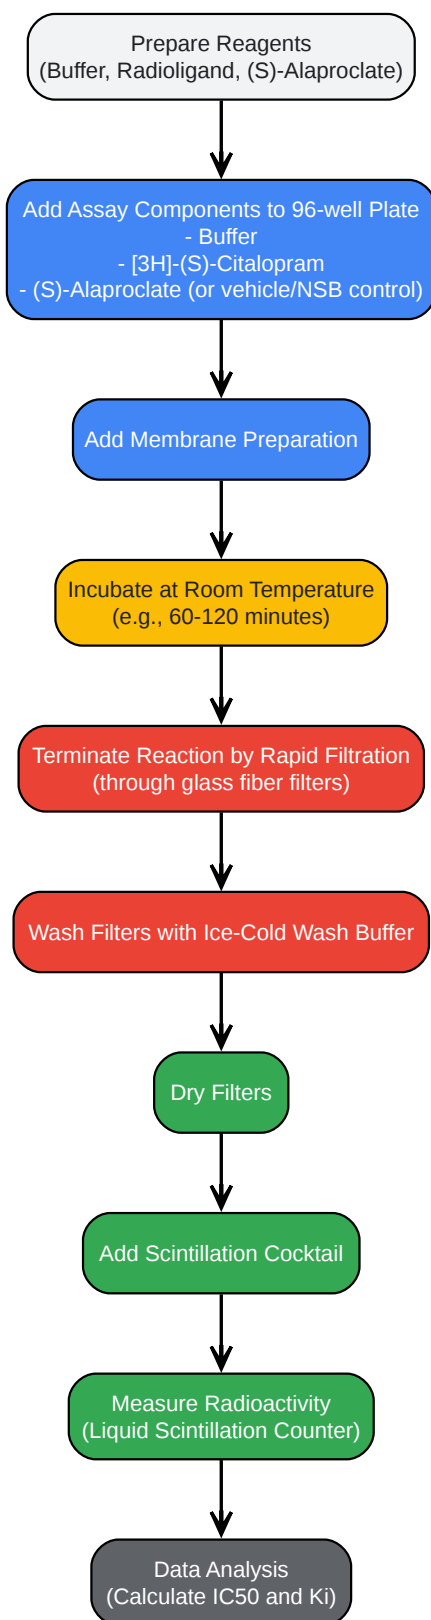 Prepare Reagents
(Buffer, Radioligand, (S)-Alaproclate)
Add Assay Components to 96-well Plate
- Buffer
- [3H]-(S)-Citalopram
- (S)-Alaproclate (or vehicle/NSB control)
Add Membrane Preparation
Incubate at Room Temperature
(e.g., 60-120 minutes)
Terminate Reaction by Rapid Filtration
(through glass fiber filters)
Wash Filters with Ice-Cold Wash Buffer
Dry Filters
Add Scintillation Cocktail
Measure Radioactivity
(Liquid Scintillation Counter)
Data Analysis
(Calculate IC50 and Ki)